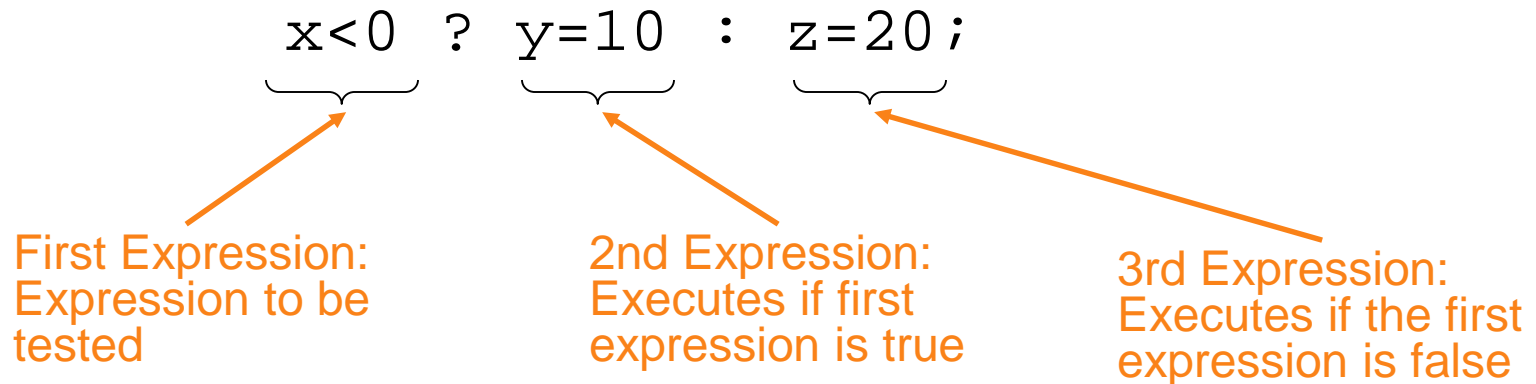 x<0 ? y=10 : z=20;
First Expression:
Expression to be
tested
2nd Expression:
Executes if first
expression is true
3rd Expression:
Executes if the first
expression is false